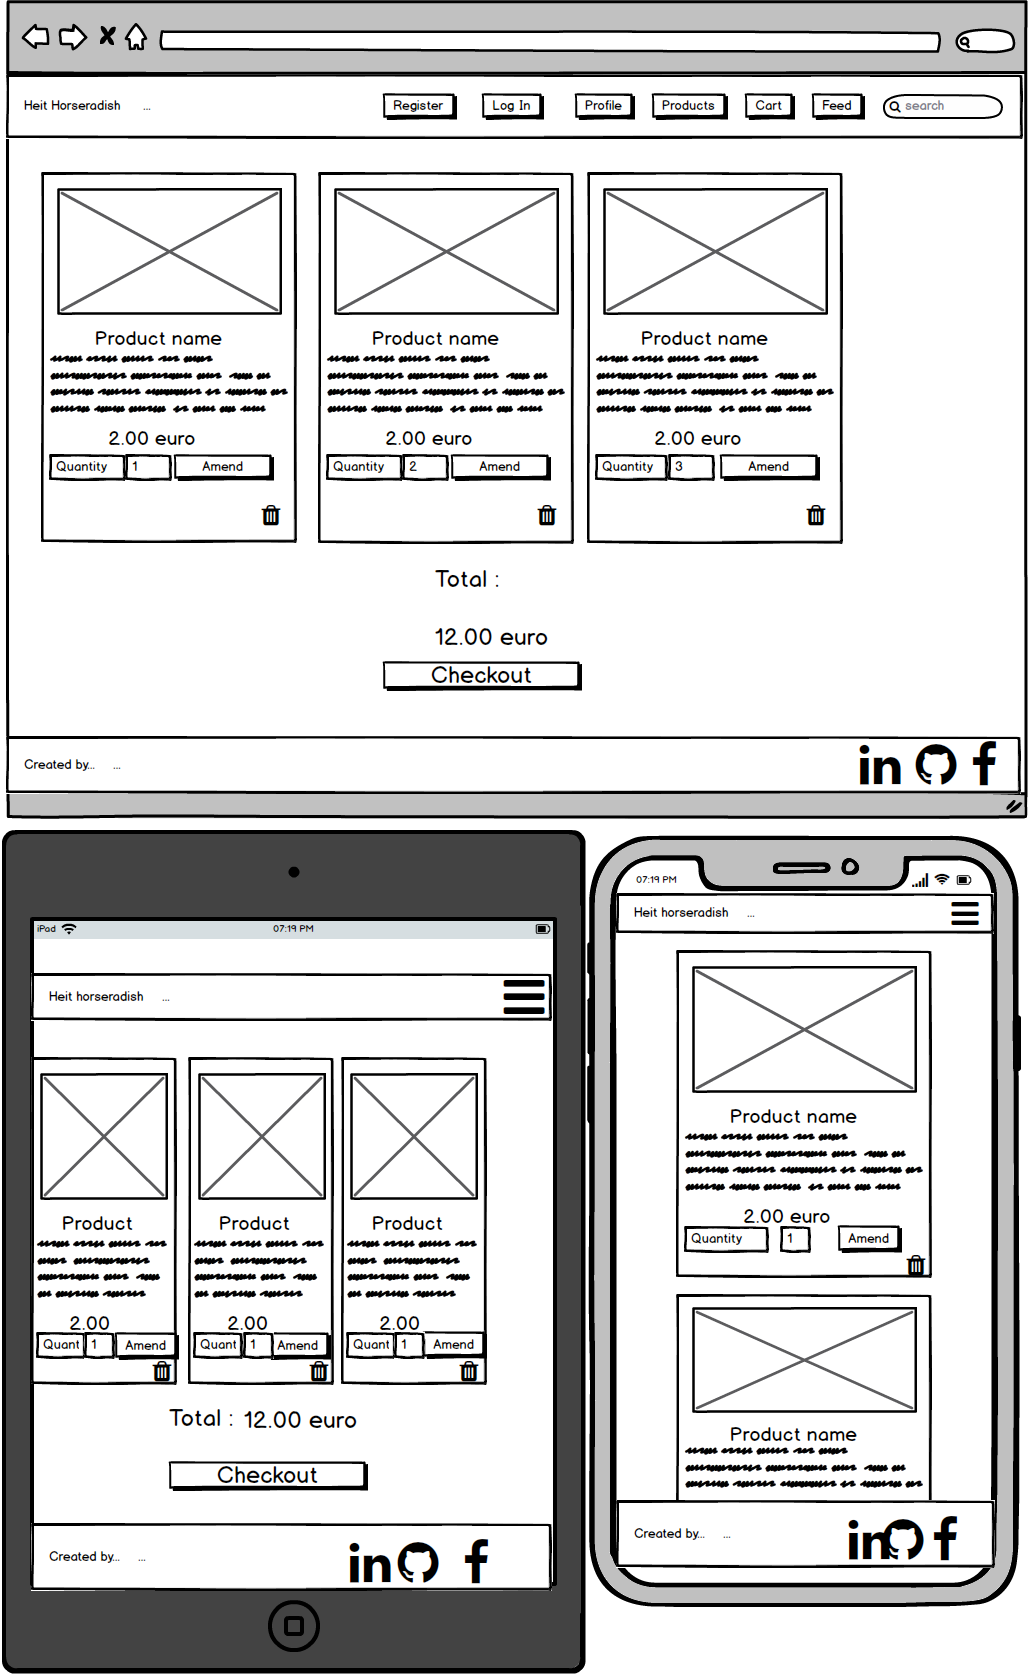 Heit Horseradish ...
Register Log In Profile Products Cart Feed search
Product name Product name Product name
2.00 euro 2.00 euro 2.00 euro
Quantity 1 Amend Quantity 2 Amend Quantity 3 Amend
Total :
12.00 euro
Checkout
Created by... ...
in f
iPad 07:19 PM
Heit horseradish ...
Product Product Product
2.00 2.00 2.00
Quant 1 Amend Quant 1 Amend Quant 1 Amend
Total : 12.00 euro
Checkout
Created by... ...
in f
07:19 PM
Heit horseradish ...
Product name
2.00 euro
Quantity 1 Amend
Product name
Created by... ...
in f